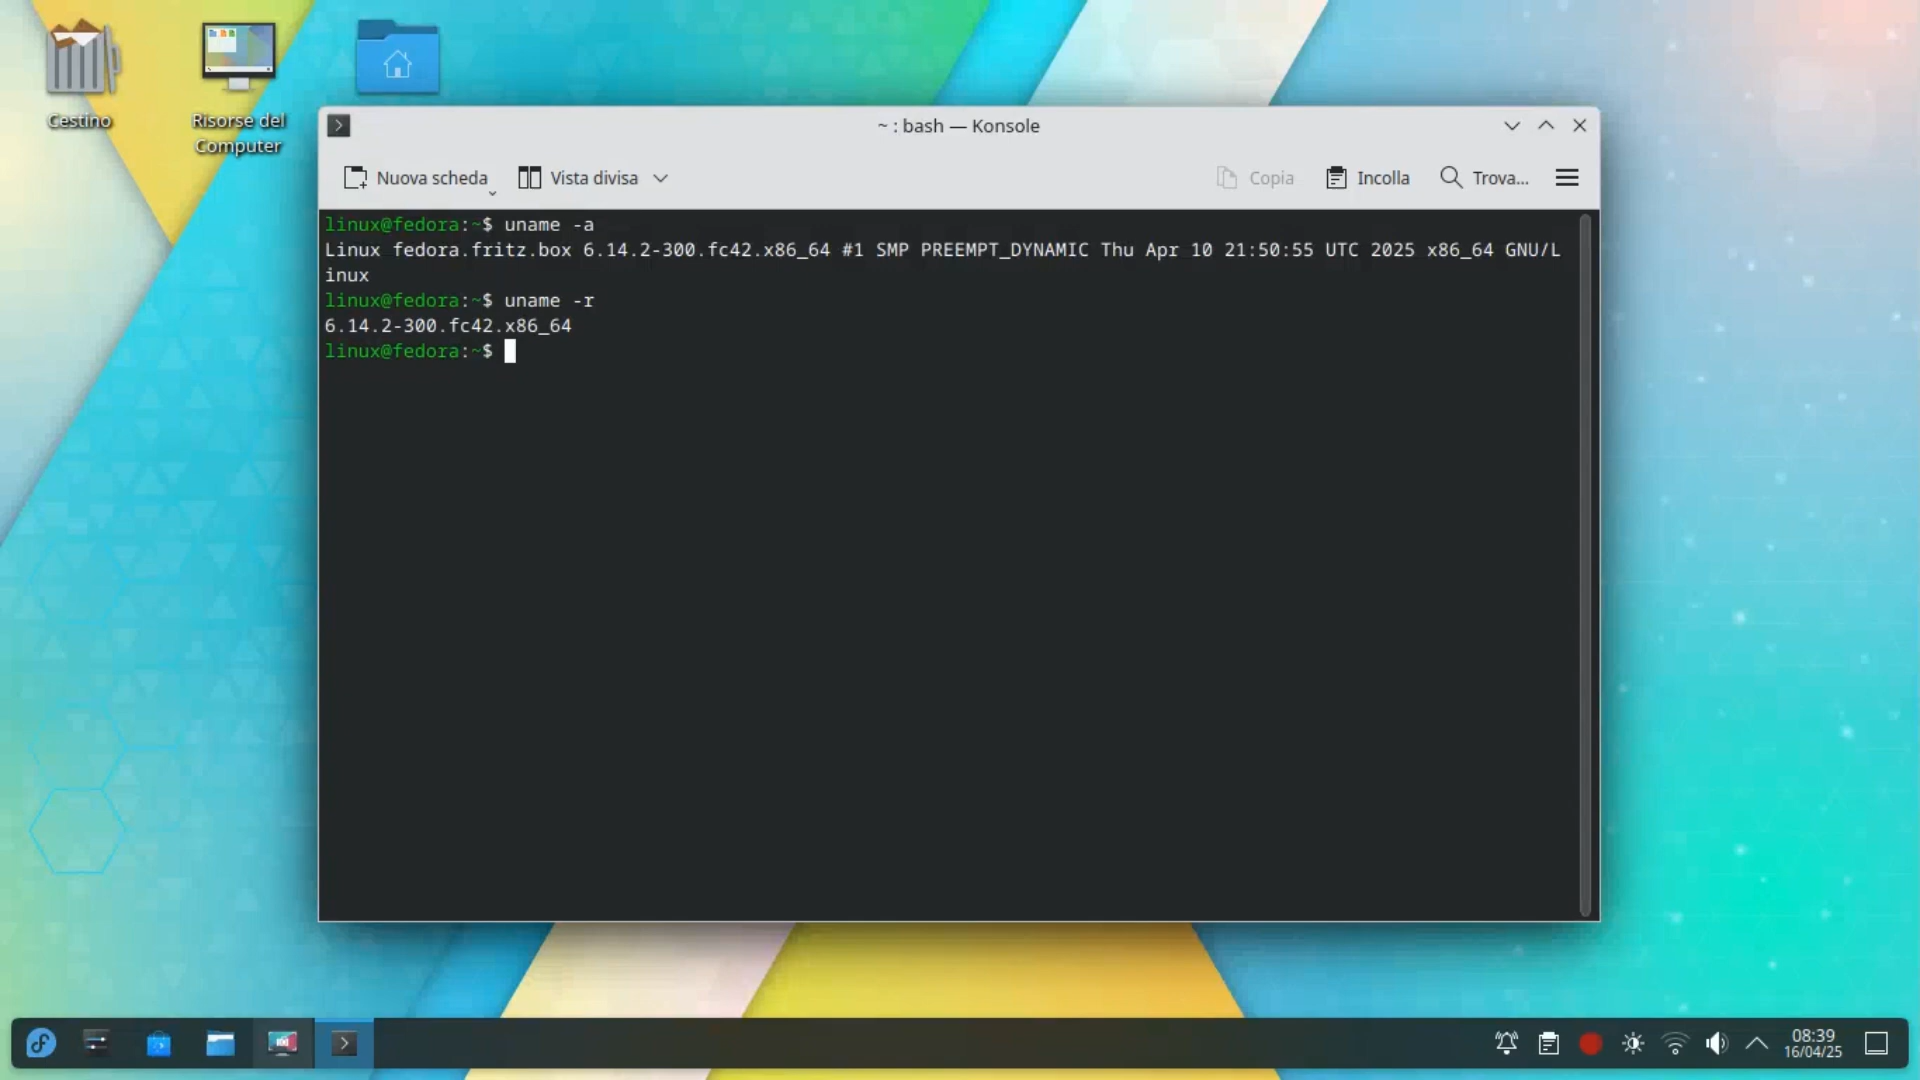 Cestino
Risorse del
Computer
~ : bash — Konsole
Nuova scheda
Vista divisa
Copia
Incolla
Trova...
linux@fedora:~$ uname -a
Linux fedora.fritz.box 6.14.2-300.fc42.x86_64 #1 SMP PREEMPT_DYNAMIC Thu Apr 10 21:50:55 UTC 2025 x86_64 GNU/L
inux
linux@fedora:~$ uname -r
6.14.2-300.fc42.x86_64
linux@fedora:~$
08:39
16/04/25